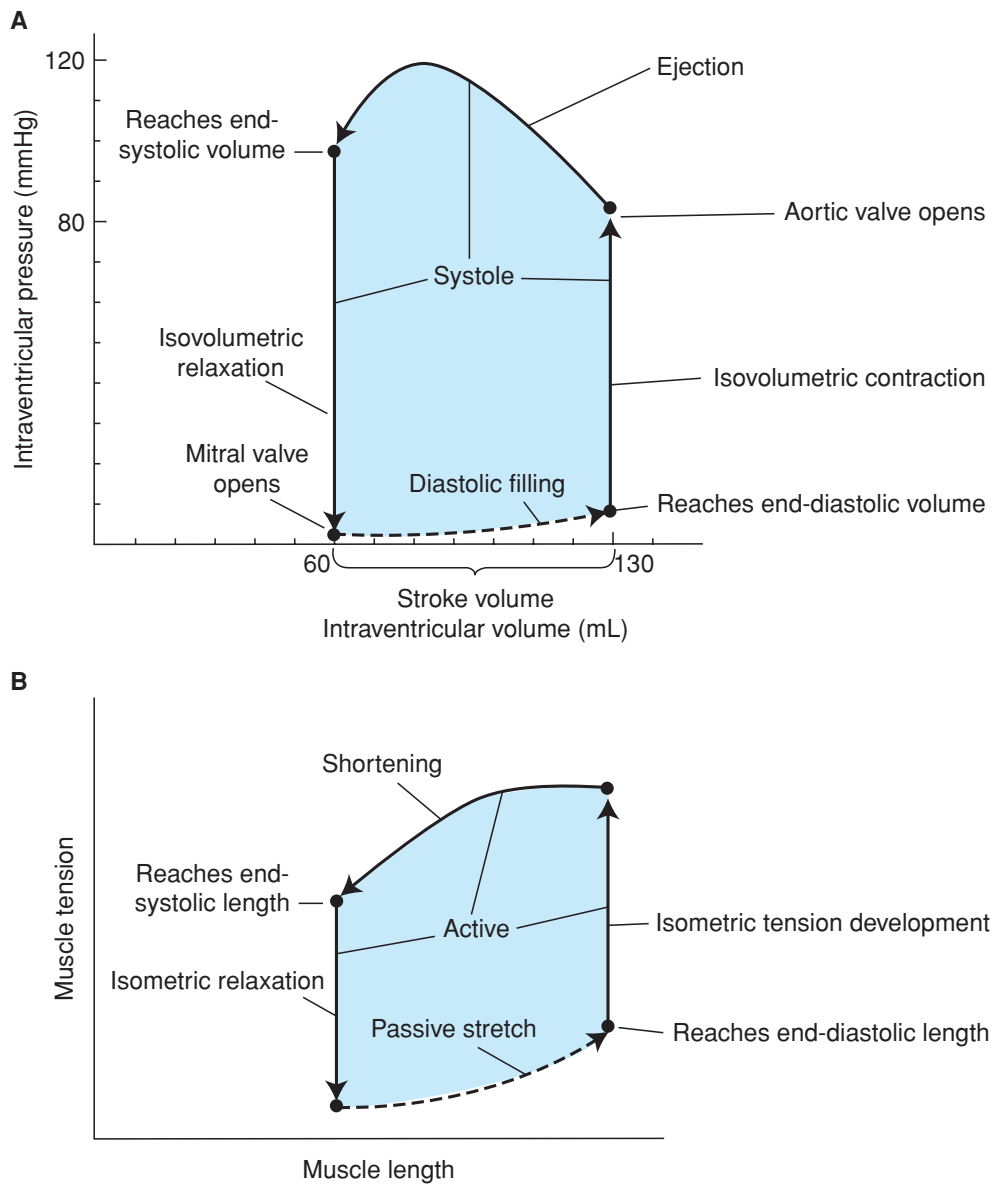 A
120
80
Intraventricular pressure (mmHg)
Ejection
Reaches end-
systolic volume
Aortic valve opens
Systole
Isovolumetric
relaxation
Isovolumetric contraction
Mitral valve
opens
Diastolic filling
Reaches end-diastolic volume
60
130
Stroke volume
Intraventricular volume (mL)
B
Muscle tension
Shortening
Reaches end-
systolic length
Active
Isometric tension development
Isometric relaxation
Passive stretch
Reaches end-diastolic length
Muscle length